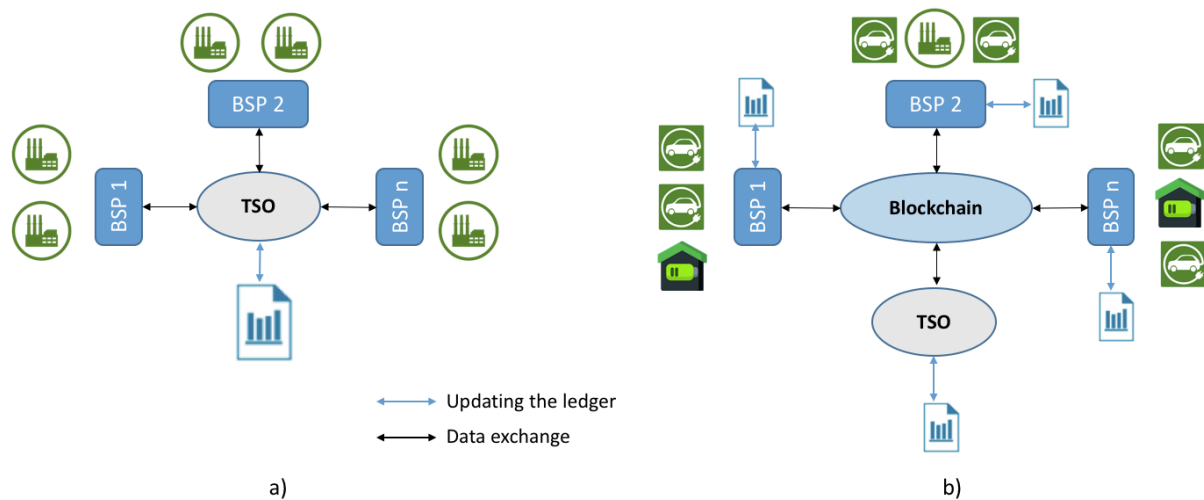 BSP 2
BSP 1
TSO
BSP n
BSP 2
BSP 1
Blockchain
BSP n
TSO
Updating the ledger
Data exchange
a)
b)